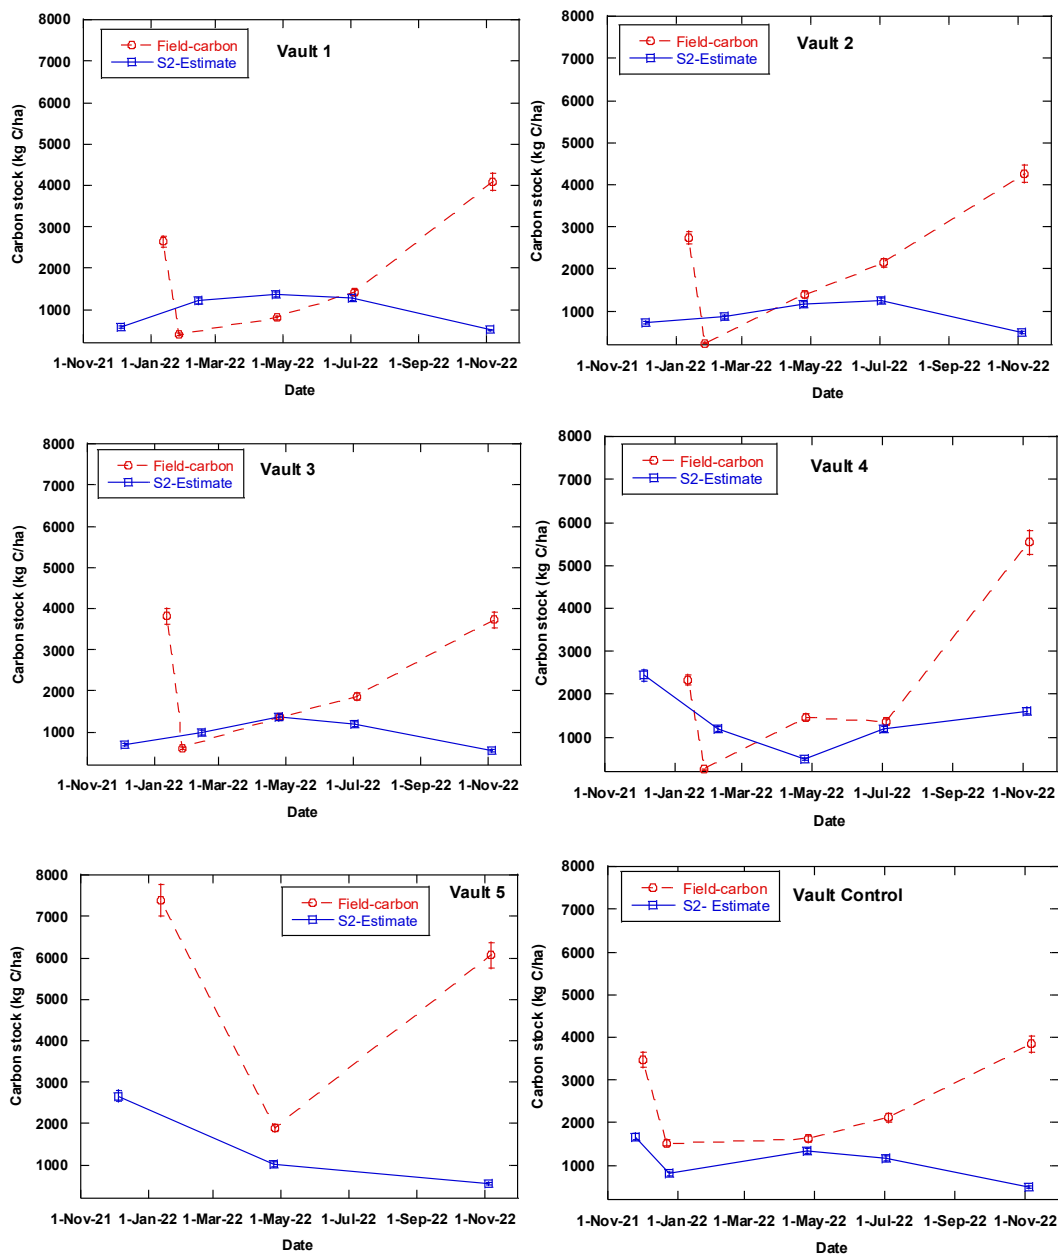 Vault 1
Field-carbon
S2-Estimate
Carbon stock (kg C/ha)
8000
7000
6000
5000
4000
3000
2000
1000
1-Nov-21 1-Jan-22 1-Mar-22 1-May-22 1-Jul-22 1-Sep-22 1-Nov-22
Date
Vault 2
Field-carbon
S2-Estimate
Carbon stock (kg C/ha)
8000
7000
6000
5000
4000
3000
2000
1000
1-Nov-21 1-Jan-22 1-Mar-22 1-May-22 1-Jul-22 1-Sep-22 1-Nov-22
Date
Vault 3
Field-carbon
S2-Estimate
Carbon stock (kg C/ha)
8000
7000
6000
5000
4000
3000
2000
1000
1-Nov-21 1-Jan-22 1-Mar-22 1-May-22 1-Jul-22 1-Sep-22 1-Nov-22
Date
Vault 4
Field-carbon
S2-Estimate
Carbon stock (kg C/ha)
8000
7000
6000
5000
4000
3000
2000
1000
1-Nov-21 1-Jan-22 1-Mar-22 1-May-22 1-Jul-22 1-Sep-22 1-Nov-22
Date
Vault 5
Field-carbon
S2-Estimate
Carbon stock (kg C/ha)
8000
7000
6000
5000
4000
3000
2000
1000
1-Nov-21 1-Jan-22 1-Mar-22 1-May-22 1-Jul-22 1-Sep-22 1-Nov-22
Date
Vault Control
Field-carbon
S2- Estimate
Carbon stock (kg C/ha)
8000
7000
6000
5000
4000
3000
2000
1000
1-Nov-21 1-Jan-22 1-Mar-22 1-May-22 1-Jul-22 1-Sep-22 1-Nov-22
Date